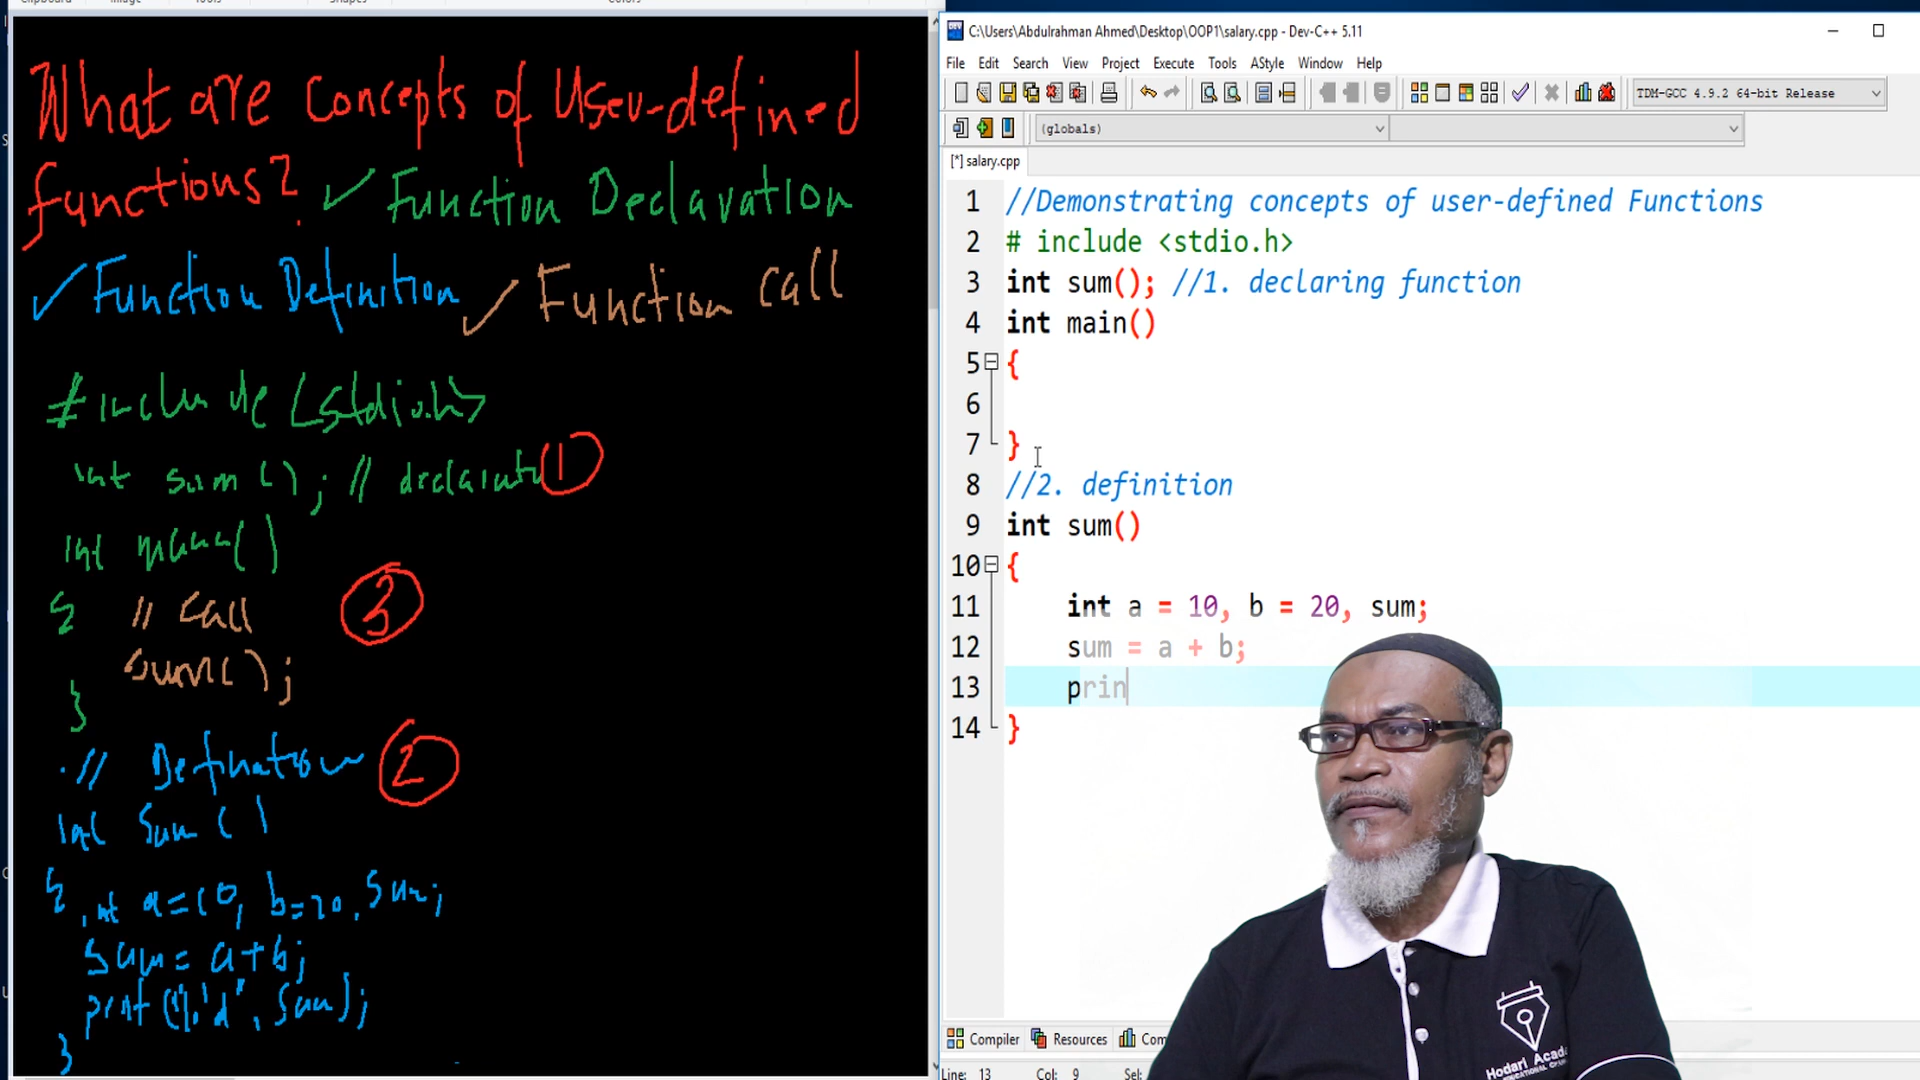 What are concepts of User-defined
functions? ✓ Function Declaration
✓ Function Definition ✓ Function Call
#include <stdio.h>
int sum(); // declaration 1
int main()
{ // Call 3
sum();
}
// Definition 2
int sum()
{ int a=10, b=20, sum;
sum = a+b;
print("%d", sum);
}
C:\Users\Abdulrahman Ahmed\Desktop\OOP1\salary.cpp - Dev-C++ 5.11
File Edit Search View Project Execute Tools AStyle Window Help
TDM-GCC 4.9.2 64-bit Release
(globals)
[*] salary.cpp
1 //Demonstrating concepts of user-defined Functions
2 # include <stdio.h>
3 int sum(); //1. declaring function
4 int main()
5 {
6
7 }
8 //2. definition
9 int sum()
10 {
11 int a = 10, b = 20, sum;
12 sum = a + b;
13 prin
14 }
Compiler Resources Com
Line: 13 Col: 9 Sel:
Hodari Acad